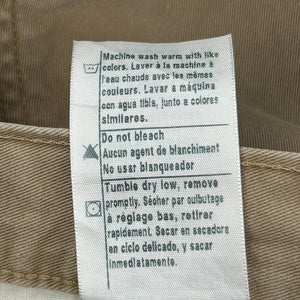 Machine wash warm with like
colors. Laver à la machine à
l'eau chaude avec les mêmes
couleurs. Lavar a máquina
con agua tibia, junto a colores
similares.
Do not bleach
Aucun agent de blanchiment
No usar blanqueador
Tumble dry low, remove
promptly. Séoher par outbutage
à réglage bas, retirer
rapidement. Secar en secadora
en ciclo delicado, y sacar
inmediatamente.